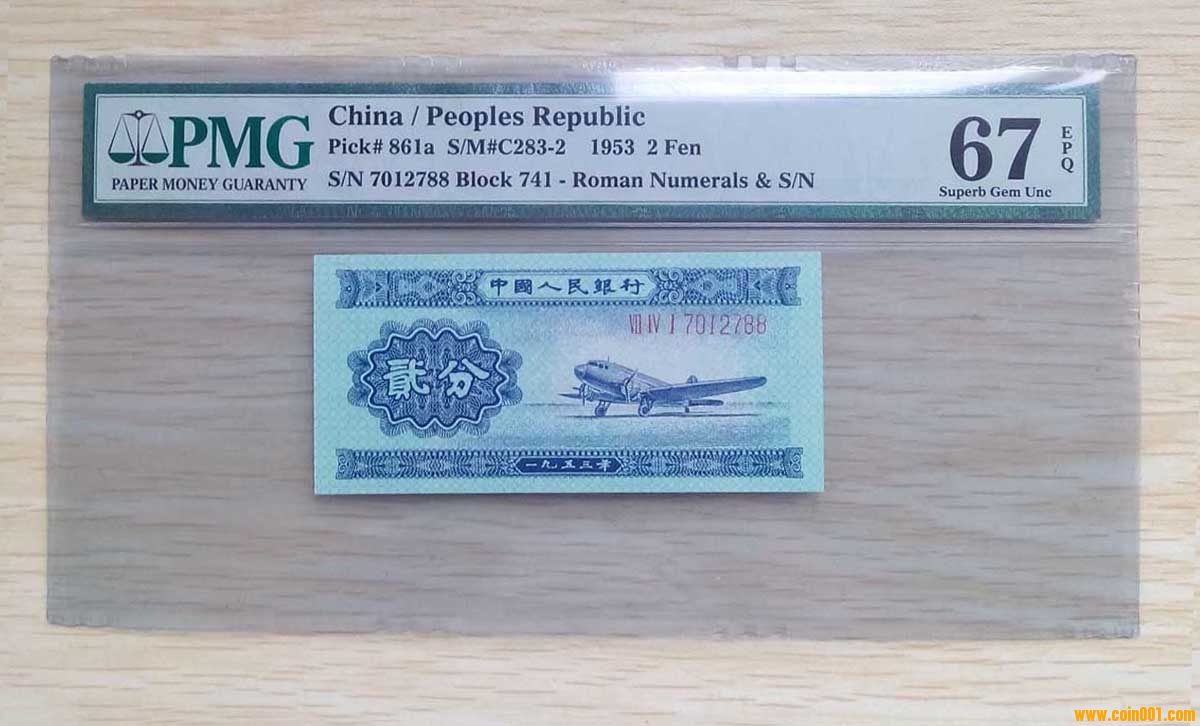 PMG
PAPER MONEY GUARANTY
China / Peoples Republic
Pick# 861a S/M#C283-2 1953 2 Fen
S/N 7012788 Block 741 - Roman Numerals & S/N
67
EPQ
Superb Gem Unc
中國人民銀行
VII IV I 7012788
貳分
一九五三年
www.coin001.com